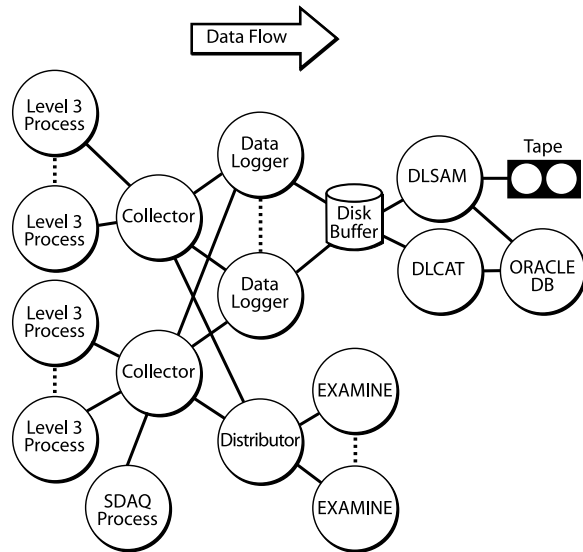 Data Flow
Level 3
Process
Level 3
Process
Level 3
Process
Level 3
Process
SDAQ
Process
Collector
Collector
Data
Logger
Data
Logger
Distributor
Disk
Buffer
EXAMINE
EXAMINE
DLSAM
DLCAT
Tape
ORACLE
DB